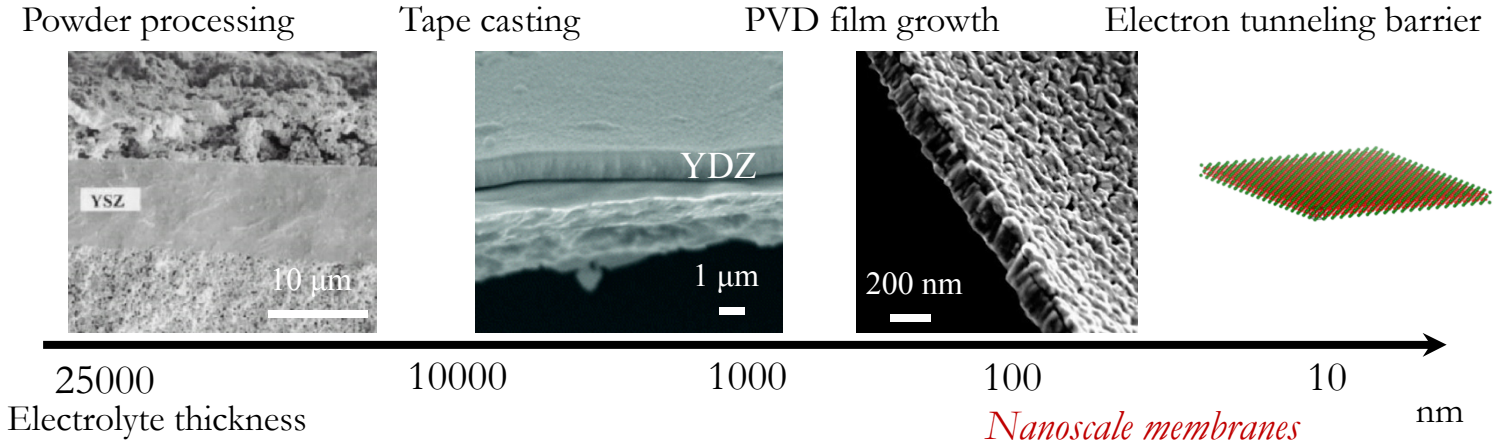 Powder processing
Tape casting
PVD film growth
Electron tunneling barrier
YSZ
10 μm
YDZ
1 μm
200 nm
25000
10000
1000
100
10
Electrolyte thickness
Nanoscale membranes
nm